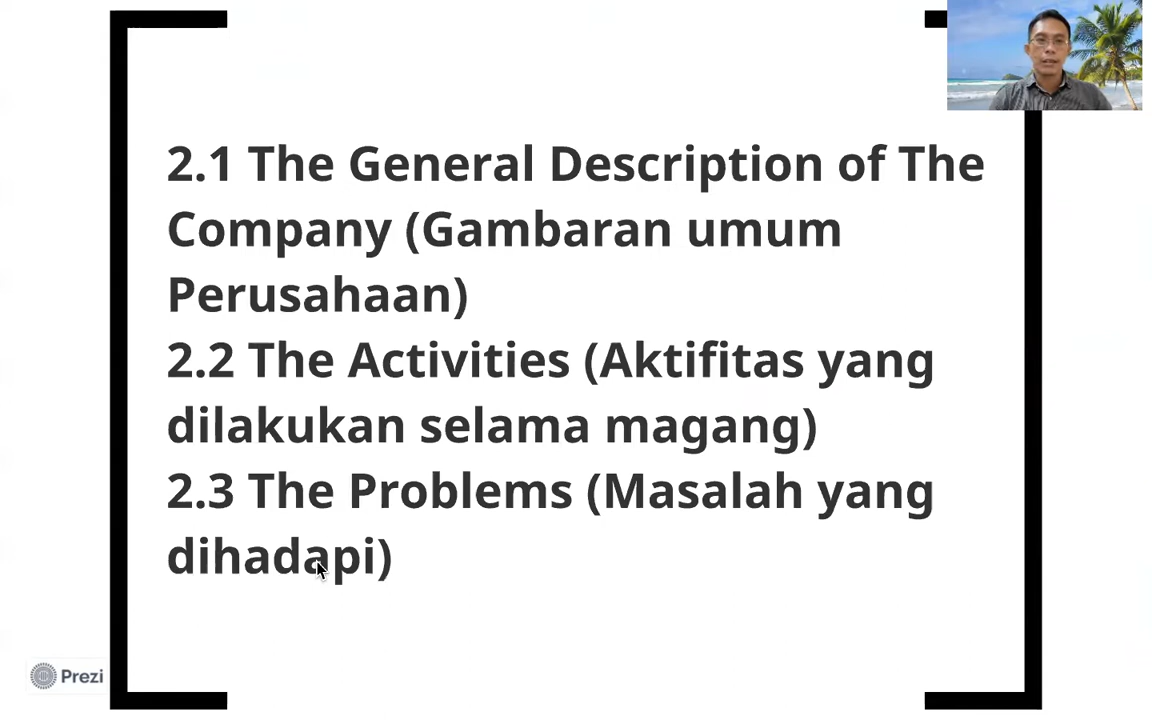 2.1 The General Description of The
Company (Gambaran umum
Perusahaan)
2.2 The Activities (Aktifitas yang
dilakukan selama magang)
2.3 The Problems (Masalah yang
dihadapi)
Prezi